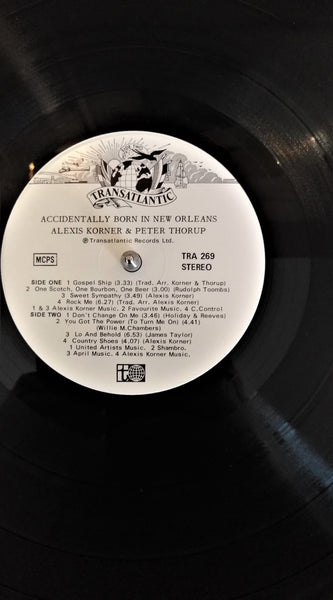 TRANSATLANTIC
ACCIDENTALLY BORN IN NEW ORLEANS
ALEXIS KORNER & PETER THORUP
℗ Transatlantic Records Ltd.
MCPS
TRA 269
STEREO
SIDE ONE 1 Gospel Ship (3.33) (Trad. Arr. Korner & Thorup)
2 One Scotch, One Bourbon, One Beer (3.00) (Rudolph Toombs)
3 Sweet Sympathy (3.49) (Alexis Korner)
4 Rock Me (6.27) (Trad. Arr. Alexis Korner)
1 & 3 Alexis Korner Music. 2 Favourite Music. 4 C.Control
SIDE TWO 1 Don't Change On Me (3.46) (Holiday & Reeves)
2 You Got The Power (To Turn Me On) (4.41)
(Willie M.Chambers)
3 Lo And Behold (6.53) (James Taylor)
4 Country Shoes (4.07) (Alexis Korner)
1 United Artists Music. 2 Shambro.
3 April Music. 4 Alexis Korner Music.